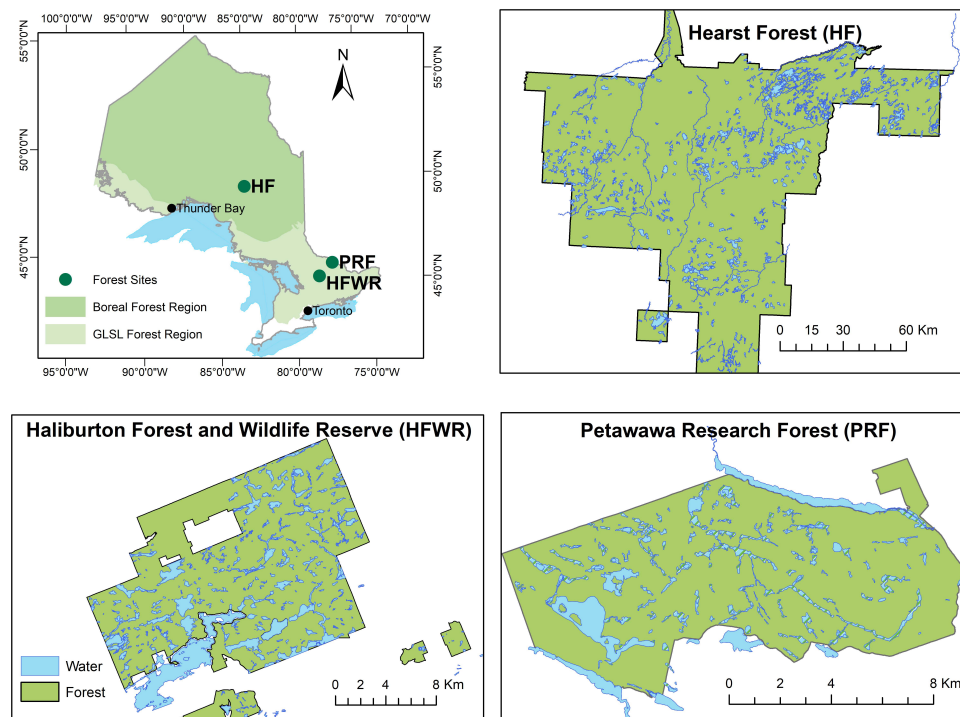 100°0'0"W 95°0'0"W 90°0'0"W 85°0'0"W 80°0'0"W 75°0'0"W 70°0'0"W
55°0'0"N
50°0'0"N
45°0'0"N
55°0'0"N
50°0'0"N
45°0'0"N
N
HF
Thunder Bay
PRF
HFWR
Toronto
Forest Sites
Boreal Forest Region
GLSL Forest Region
95°0'0"W 90°0'0"W 85°0'0"W 80°0'0"W 75°0'0"W
Hearst Forest (HF)
0 15 30 60 Km
Haliburton Forest and Wildlife Reserve (HFWR)
Water
Forest
0 2 4 8 Km
Petawawa Research Forest (PRF)
0 2 4 8 Km